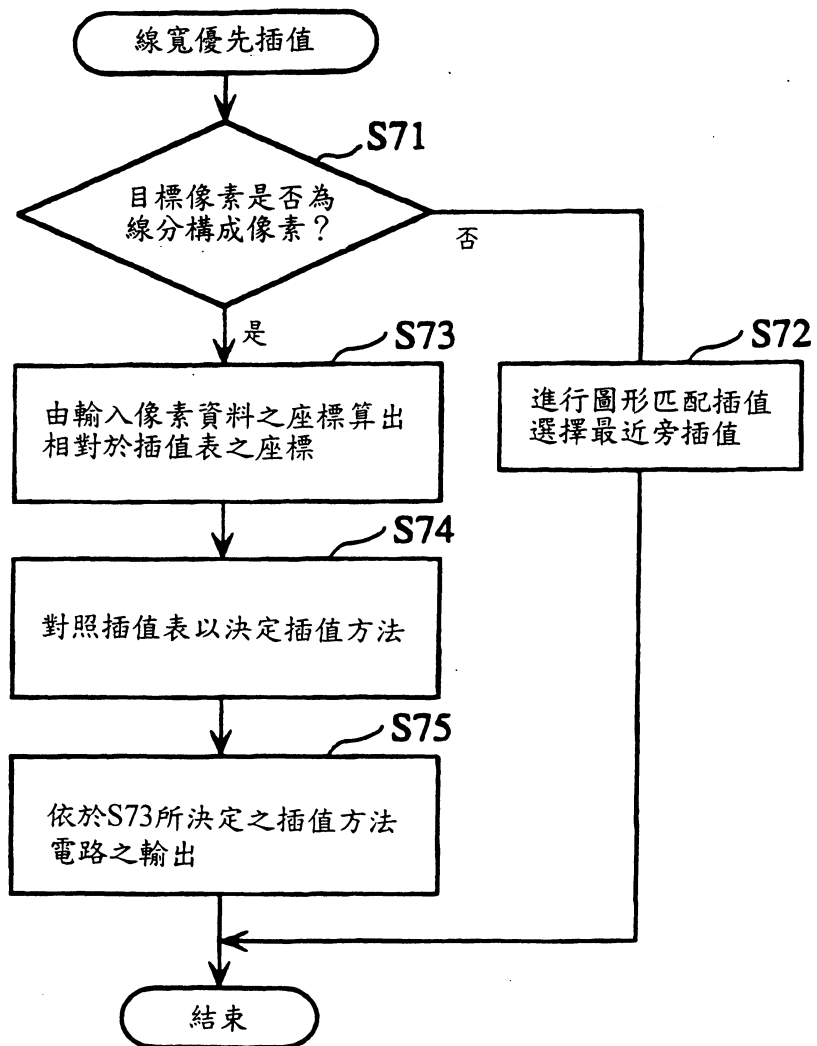 線寬優先插值
S71
目標像素是否為
線分構成像素？
否
是
S73
由輸入像素資料之座標算出
相對於插值表之座標
S72
進行圖形匹配插值
選擇最近旁插值
S74
對照插值表以決定插值方法
S75
依於S73所決定之插值方法
電路之輸出
結束